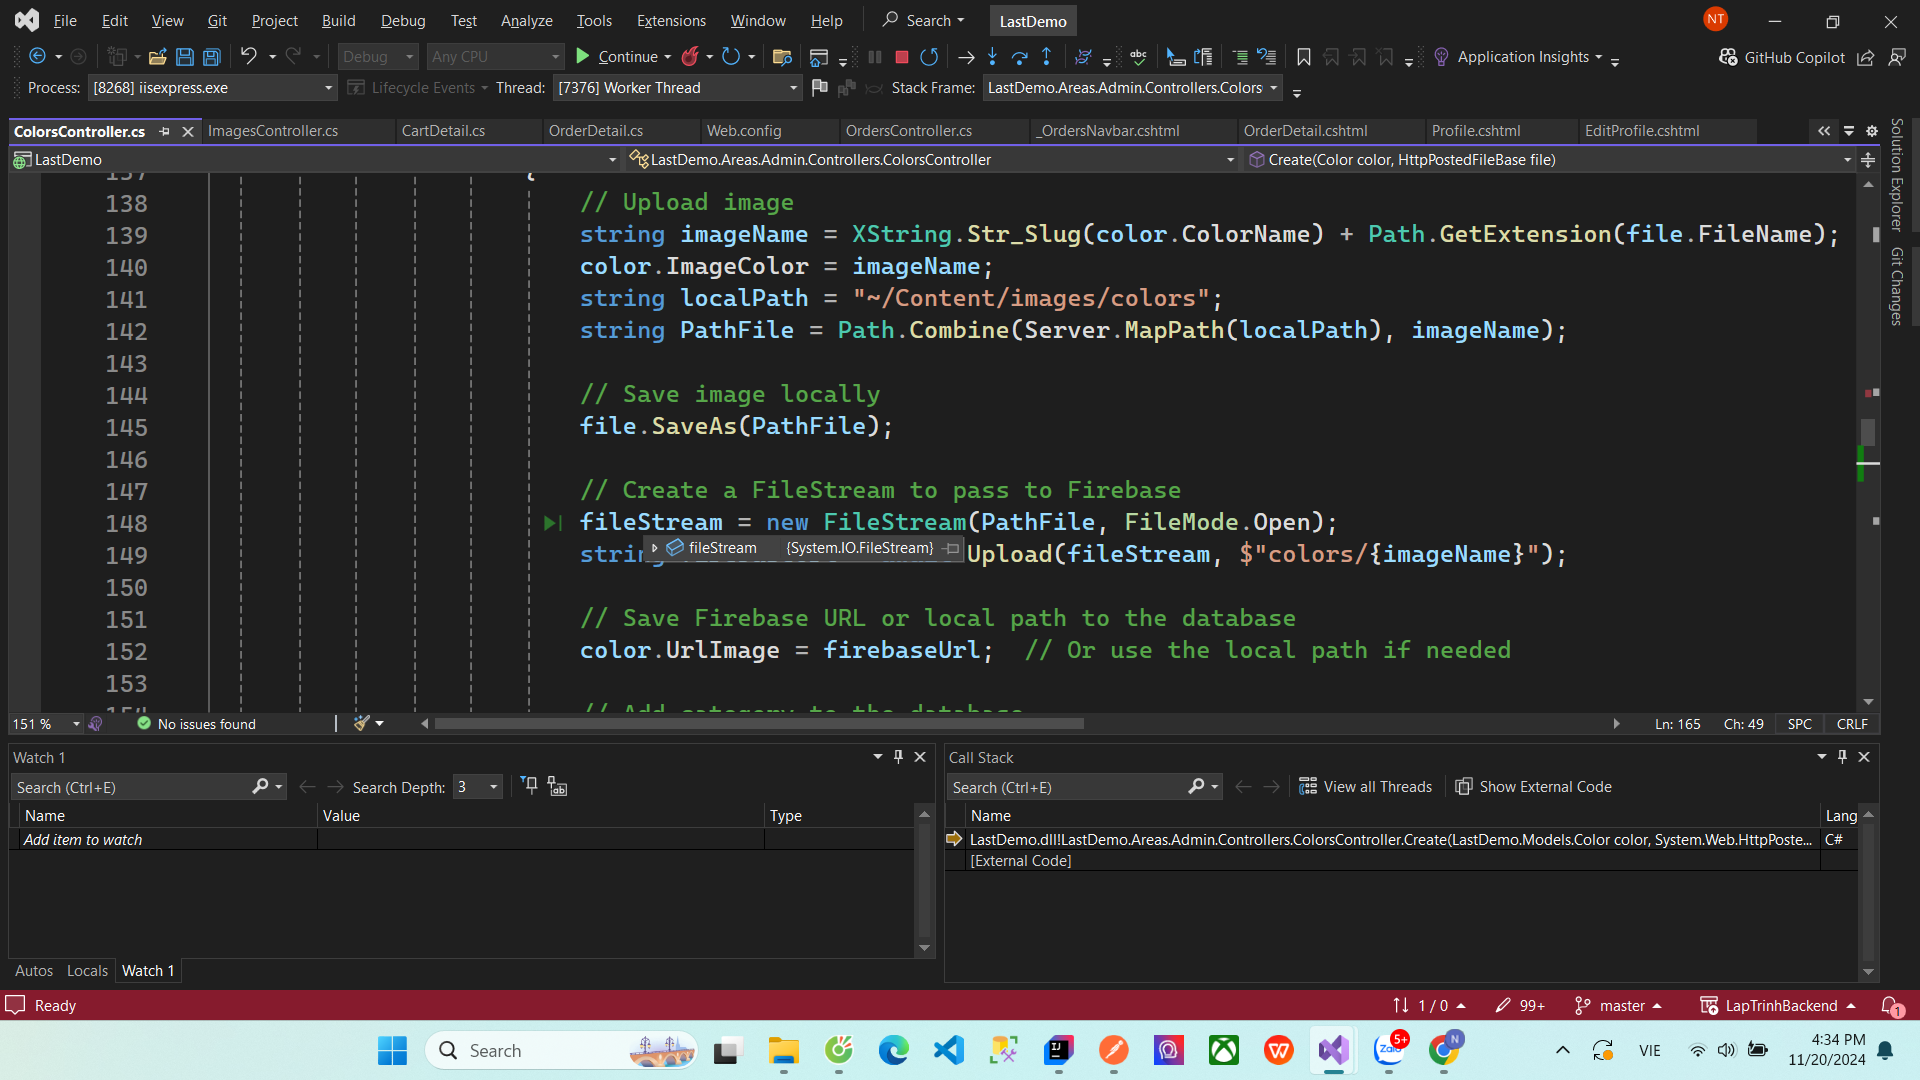 File Edit View Git Project Build Debug Test Analyze Tools Extensions Window Help Search LastDemo NT
Debug Any CPU Continue Application Insights GitHub Copilot
Process: [8268] iisexpress.exe Lifecycle Events Thread: [7376] Worker Thread Stack Frame: LastDemo.Areas.Admin.Controllers.Colors
ColorsController.cs ImagesController.cs CartDetail.cs OrderDetail.cs Web.config OrdersController.cs _OrdersNavbar.cshtml OrderDetail.cshtml Profile.cshtml EditProfile.cshtml
LastDemo LastDemo.Areas.Admin.Controllers.ColorsController Create(Color color, HttpPostedFileBase file)
Solution Explorer
Git Changes
137 {
138 // Upload image
139 string imageName = XString.Str_Slug(color.ColorName) + Path.GetExtension(file.FileName);
140 color.ImageColor = imageName;
141 string localPath = "~/Content/images/colors";
142 string PathFile = Path.Combine(Server.MapPath(localPath), imageName);
143
144 // Save image locally
145 file.SaveAs(PathFile);
146
147 // Create a FileStream to pass to Firebase
148 fileStream = new FileStream(PathFile, FileMode.Open);
fileStream {System.IO.FileStream}
149 string Upload(fileStream, $"colors/{imageName}");
150
151 // Save Firebase URL or local path to the database
152 color.UrlImage = firebaseUrl; // Or use the local path if needed
153
154 // Add category to the database
151 % No issues found Ln: 165 Ch: 49 SPC CRLF
Watch 1
Search (Ctrl+E) Search Depth: 3
Name Value Type
Add item to watch
Autos Locals Watch 1
Call Stack
Search (Ctrl+E) View all Threads Show External Code
Name Lang
LastDemo.dll!LastDemo.Areas.Admin.Controllers.ColorsController.Create(LastDemo.Models.Color color, System.Web.HttpPoste... C#
[External Code]
Ready 1 / 0 99+ master LapTrinhBackend 1
Search 5+ Zalo N VIE 4:34 PM
11/20/2024